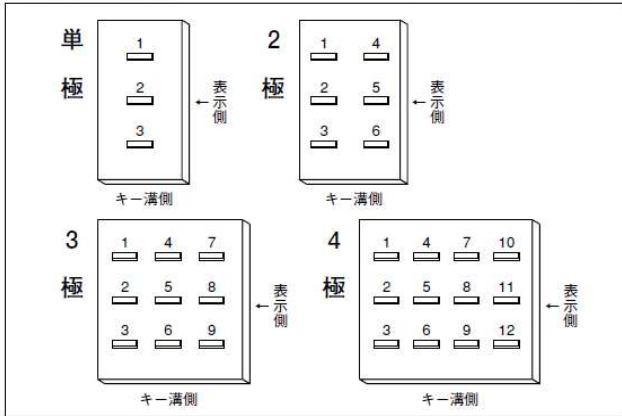 単極
1
2
3
←表示側
キー溝側
2極
1 4
2 5
3 6
←表示側
キー溝側
3極
1 4 7
2 5 8
3 6 9
←表示側
キー溝側
4極
1 4 7 10
2 5 8 11
3 6 9 12
←表示側
キー溝側